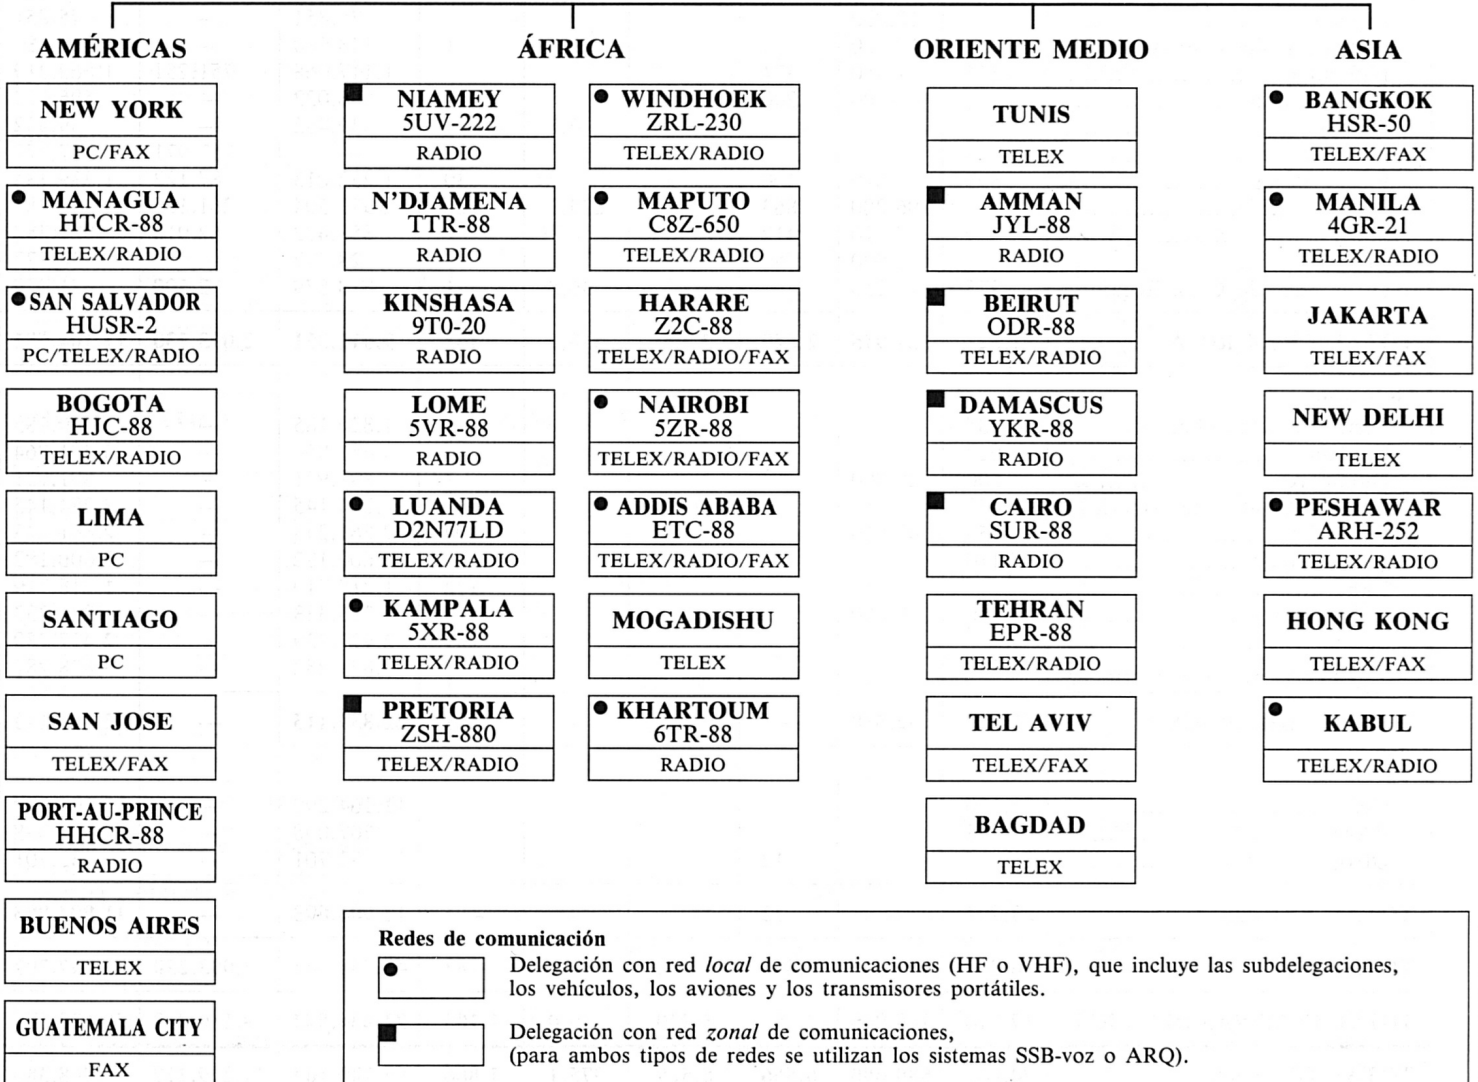 AMÉRICAS
NEW YORK
PC/FAX
MANAGUA
HTCR-88
TELEX/RADIO
SAN SALVADOR
HUSR-2
PC/TELEX/RADIO
BOGOTA
HJC-88
TELEX/RADIO
LIMA
PC
SANTIAGO
PC
SAN JOSE
TELEX/FAX
PORT-AU-PRINCE
HHCR-88
RADIO
BUENOS AIRES
TELEX
GUATEMALA CITY
FAX
ÁFRICA
NIAMEY
5UV-222
RADIO
N'DJAMENA
TTR-88
RADIO
KINSHASA
9T0-20
RADIO
LOME
5VR-88
RADIO
LUANDA
D2N77LD
TELEX/RADIO
KAMPALA
5XR-88
TELEX/RADIO
PRETORIA
ZSH-880
TELEX/RADIO
WINDHOEK
ZRL-230
TELEX/RADIO
MAPUTO
C8Z-650
TELEX/RADIO
HARARE
Z2C-88
TELEX/RADIO/FAX
NAIROBI
5ZR-88
TELEX/RADIO/FAX
ADDIS ABABA
ETC-88
TELEX/RADIO/FAX
MOGADISHU
TELEX
KHARTOUM
6TR-88
RADIO
ORIENTE MEDIO
TUNIS
TELEX
AMMAN
JYL-88
RADIO
BEIRUT
ODR-88
TELEX/RADIO
DAMASCUS
YKR-88
RADIO
CAIRO
SUR-88
RADIO
TEHRAN
EPR-88
TELEX/RADIO
TEL AVIV
TELEX/FAX
BAGDAD
TELEX
ASIA
BANGKOK
HSR-50
TELEX/FAX
MANILA
4GR-21
TELEX/RADIO
JAKARTA
TELEX/FAX
NEW DELHI
TELEX
PESHAWAR
ARH-252
TELEX/RADIO
HONG KONG
TELEX/FAX
KABUL
TELEX/RADIO
Redes de comunicación
Delegación con red local de comunicaciones (HF o VHF), que incluye las subdelegaciones,
los vehículos, los aviones y los transmisores portátiles.
Delegación con red zonal de comunicaciones,
(para ambos tipos de redes se utilizan los sistemas SSB-voz o ARQ).